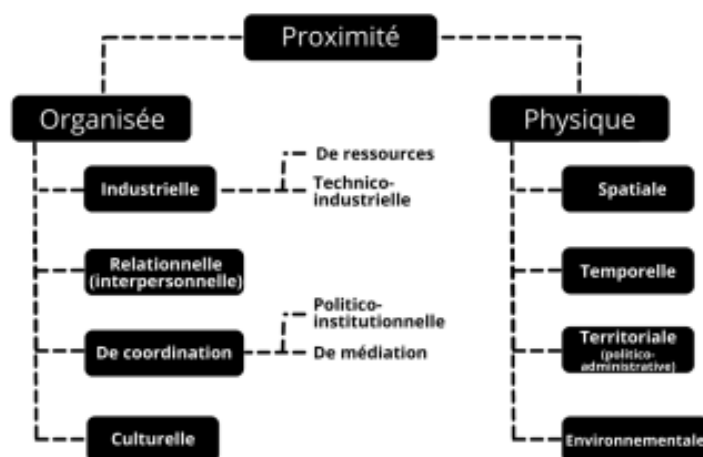 Proximité
Organisée
Physique
Industrielle
De ressources
Technico-
industrielle
Relationnelle
(interpersonnelle)
De coordination
Politico-
institutionnelle
De médiation
Culturelle
Spatiale
Temporelle
Territoriale
(politico-
administrative)
Environnementale